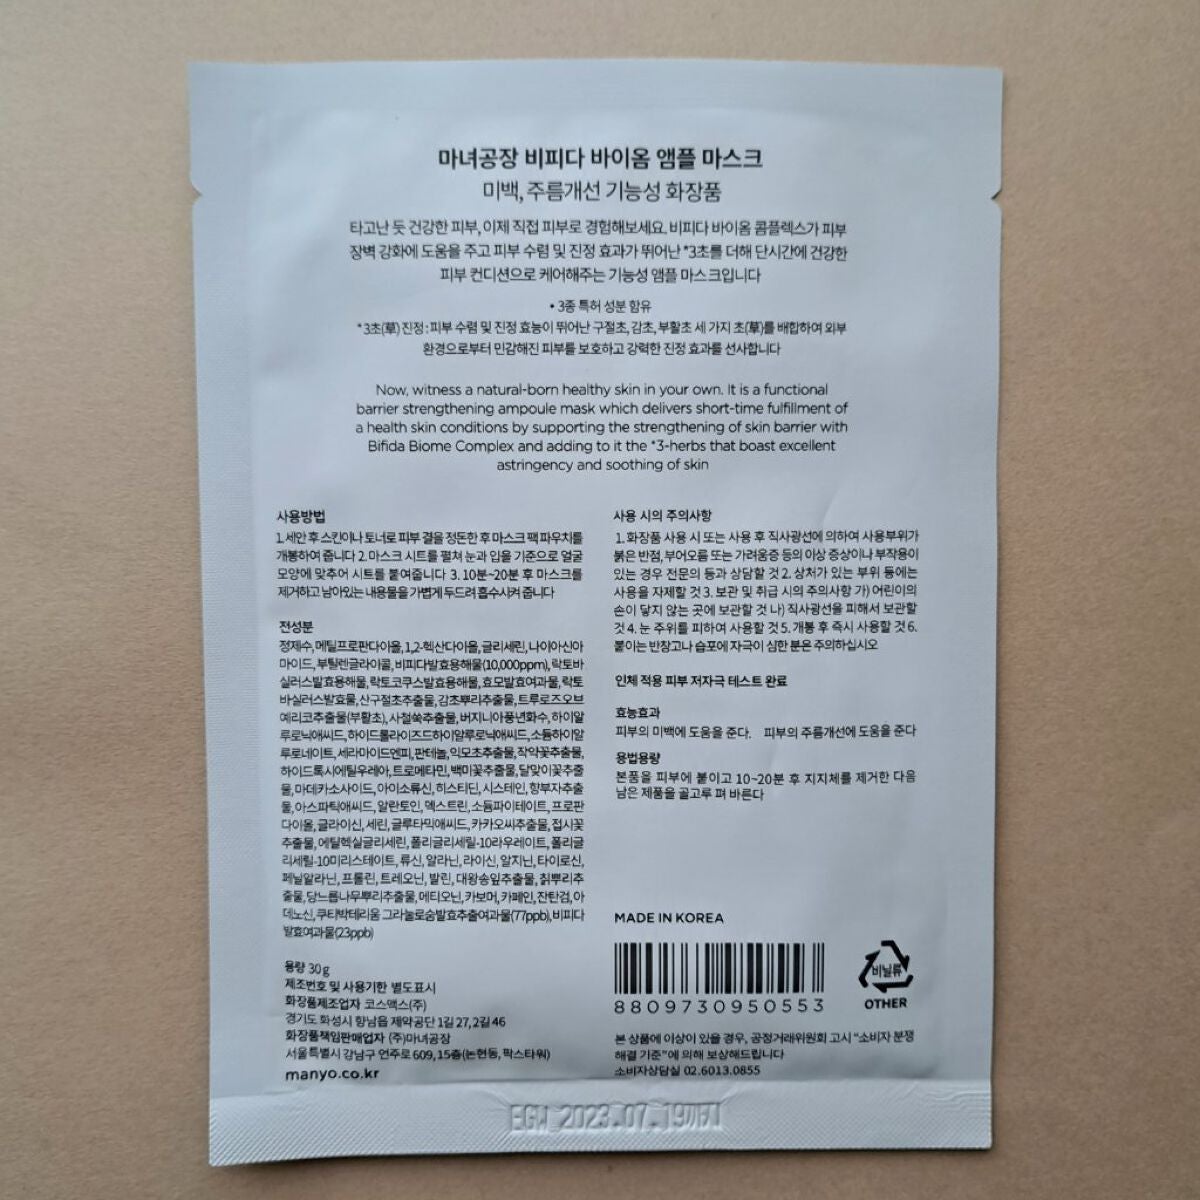 마녀공장 비피다 바이옴 앰플 마스크
미백, 주름개선 기능성 화장품
타고난 듯 건강한 피부, 이제 직접 피부로 경험해보세요. 비피다 바이옴 콤플렉스가 피부
장벽 강화에 도움을 주고 피부 수렴 및 진정 효과가 뛰어난 *3초를 더해 단시간에 건강한
피부 컨디션으로 케어해주는 기능성 앰플 마스크입니다
• 3종 특허 성분 함유
*3초(草) 진정 : 피부 수렴 및 진정 효능이 뛰어난 구절초, 감초, 부활초 세 가지 초(草)를 배합하여 외부
환경으로부터 민감해진 피부를 보호하고 강력한 진정 효과를 선사합니다
Now, witness a natural-born healthy skin in your own. It is a functional
barrier strengthening ampoule mask which delivers short-time fulfillment of
a health skin conditions by supporting the strengthening of skin barrier with
Bifida Biome Complex and adding to it the *3-herbs that boast excellent
astringency and soothing of skin
사용방법
1. 세안 후 스킨이나 토너로 피부 결을 정돈한 후 마스크 팩 파우치를
개봉하여 줍니다 2. 마스크 시트를 펼쳐 눈과 입을 기준으로 얼굴
모양에 맞추어 시트를 붙여줍니다 3. 10분~20분 후 마스크를
제거하고 남아있는 내용물을 가볍게 두드려 흡수시켜 줍니다
전성분
정제수, 메틸프로판다이올, 1,2-헥산다이올, 글리세린, 나이아신아
마이드, 부틸렌글라이콜, 비피다발효용해물(10,000ppm), 락토바
실러스발효용해물, 락토코쿠스발효용해물, 효모발효여과물, 락토
바실러스발효물, 산구절초추출물, 감초뿌리추출물, 트루로즈오브
예리코추출물(부활초), 사철쑥추출물, 버지니아풍년화수, 하이알
루로닉애씨드, 하이드롤라이즈드하이알루로닉애씨드, 소듐하이알
루로네이트, 세라마이드엔피, 판테놀, 익모초추출물, 작약꽃추출물,
하이드록시에틸우레아, 트로메타민, 백미꽃추출물, 달맞이꽃추출
물, 마데카소사이드, 아이소류신, 히스티딘, 시스테인, 향부자추출
물, 아스파틱애씨드, 알란토인, 덱스트린, 소듐파이테이트, 프로판
다이올, 글라이신, 세린, 글루타믹애씨드, 카카오씨추출물, 접시꽃
추출물, 에틸헥실글리세린, 폴리글리세릴-10라우레이트, 폴리글
리세릴-10미리스테이트, 류신, 알라닌, 라이신, 알지닌, 타이로신,
페닐알라닌, 프롤린, 트레오닌, 발린, 대왕송잎추출물, 칡뿌리추
출물, 당느릅나무뿌리추출물, 메티오닌, 카보머, 카페인, 잔탄검, 아
데노신, 쿠타박테리움 그라눌로숨발효추출여과물(77ppb), 비피다
발효여과물(23ppb)
용량 30g
제조번호 및 사용기한 별도표시
화장품제조업자 코스맥스(주)
경기도 화성시 향남읍 제약공단 1길 27, 2길 46
화장품책임판매업자 (주)마녀공장
서울특별시 강남구 언주로 609, 15층(논현동, 팍스타워)
manyo.co.kr
사용 시의 주의사항
1. 화장품 사용 시 또는 사용 후 직사광선에 의하여 사용부위가
붉은 반점, 부어오름 또는 가려움증 등의 이상 증상이나 부작용이
있는 경우 전문의 등과 상담할 것 2. 상처가 있는 부위 등에는
사용을 자제할 것 3. 보관 및 취급 시의 주의사항 가) 어린이의
손이 닿지 않는 곳에 보관할 것 나) 직사광선을 피해서 보관할
것 4. 눈 주위를 피하여 사용할 것 5. 개봉 후 즉시 사용할 것 6.
붙이는 반창고나 습포에 자극이 심한 분은 주의하십시오
인체 적용 피부 저자극 테스트 완료
효능효과
피부의 미백에 도움을 준다. 피부의 주름개선에 도움을 준다
용법용량
본품을 피부에 붙이고 10~20분 후 지지체를 제거한 다음
남은 제품을 골고루 펴 바른다
MADE IN KOREA
8809730950553
비닐류
OTHER
본 상품에 이상이 있을 경우, 공정거래위원회 고시 "소비자 분쟁
해결 기준"에 의해 보상해드립니다
소비자상담실 02.6013.0855
EGW 2023.07.19까지